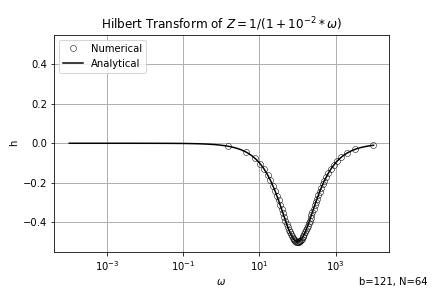 Hilbert Transform of Z = 1/(1 + 10⁻² * ω)
Numerical
Analytical
0.4
0.2
0.0
−0.2
−0.4
h
10⁻³ 10⁻¹ 10¹ 10³
ω
b=121, N=64